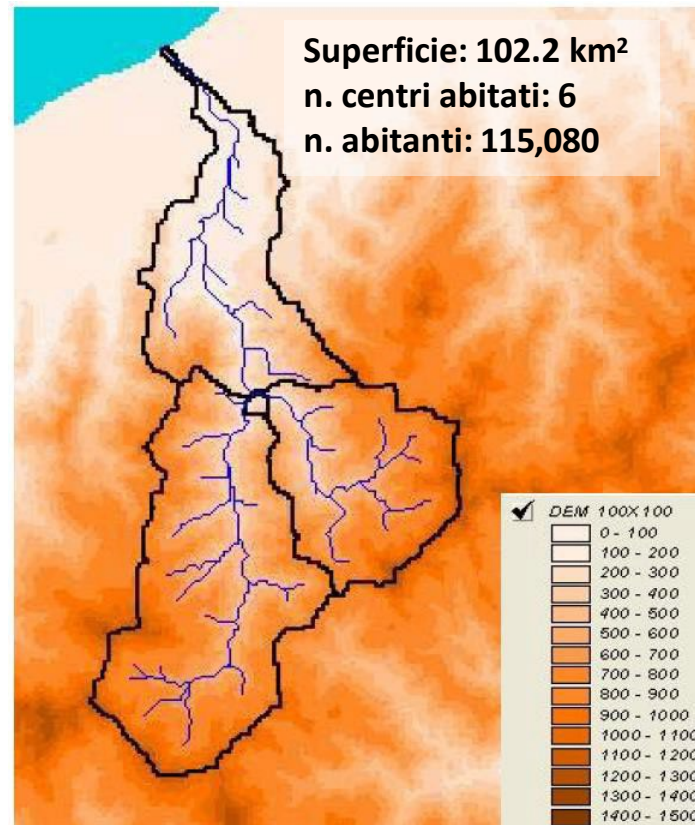 Superficie: 102.2 km²
n. centri abitati: 6
n. abitanti: 115,080
DEM 100X100
0 - 100
100 - 200
200 - 300
300 - 400
400 - 500
500 - 600
600 - 700
700 - 800
800 - 900
900 - 1000
1000 - 1100
1100 - 1200
1200 - 1300
1300 - 1400
1400 - 1500